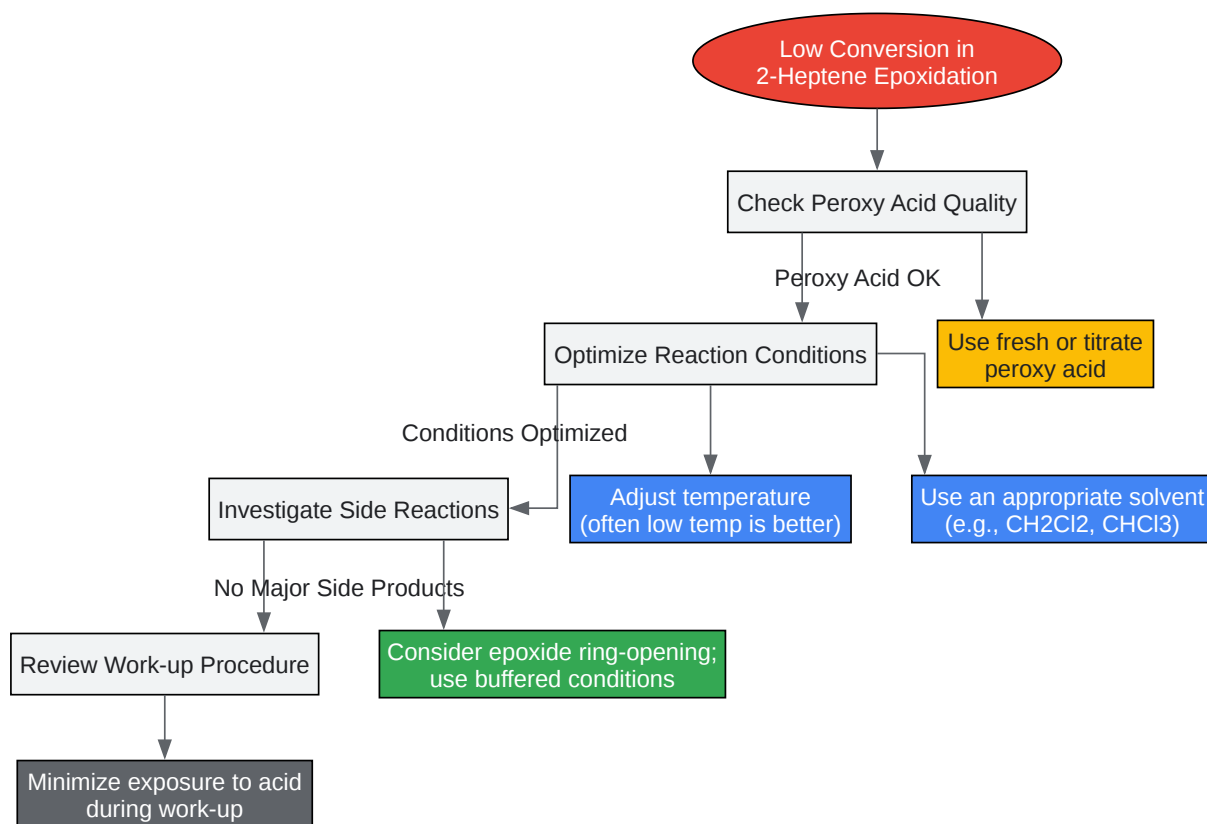 Low Conversion in
2-Heptene Epoxidation
Check Peroxy Acid Quality
Peroxy Acid OK
Optimize Reaction Conditions
Use fresh or titrate
peroxy acid
Conditions Optimized
Investigate Side Reactions
Adjust temperature
(often low temp is better)
Use an appropriate solvent
(e.g., CH2Cl2, CHCl3)
No Major Side Products
Review Work-up Procedure
Consider epoxide ring-opening;
use buffered conditions
Minimize exposure to acid
during work-up